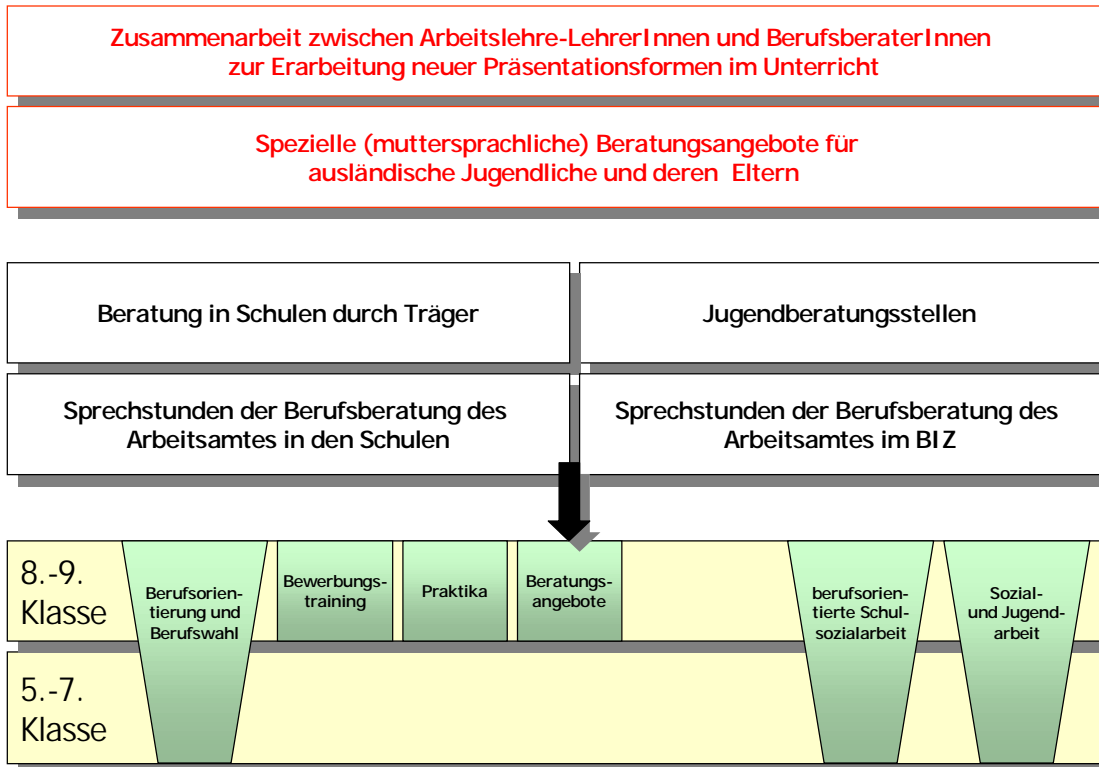 Zusammenarbeit zwischen Arbeitslehre-LehrerInnen und BerufsberaterInnen
zur Erarbeitung neuer Präsentationsformen im Unterricht
Spezielle (muttersprachliche) Beratungsangebote für
ausländische Jugendliche und deren Eltern
Beratung in Schulen durch Träger
Jugendberatungsstellen
Sprechstunden der Berufsberatung des
Arbeitsamtes in den Schulen
Sprechstunden der Berufsberatung des
Arbeitsamtes im BIZ
8.-9.
Klasse
Berufsorien-
tierung und
Berufswahl
Bewerbungs-
training
Praktika
Beratungs-
angebote
berufsorien-
tierte Schul-
sozialarbeit
Sozial-
und Jugend-
arbeit
5.-7.
Klasse